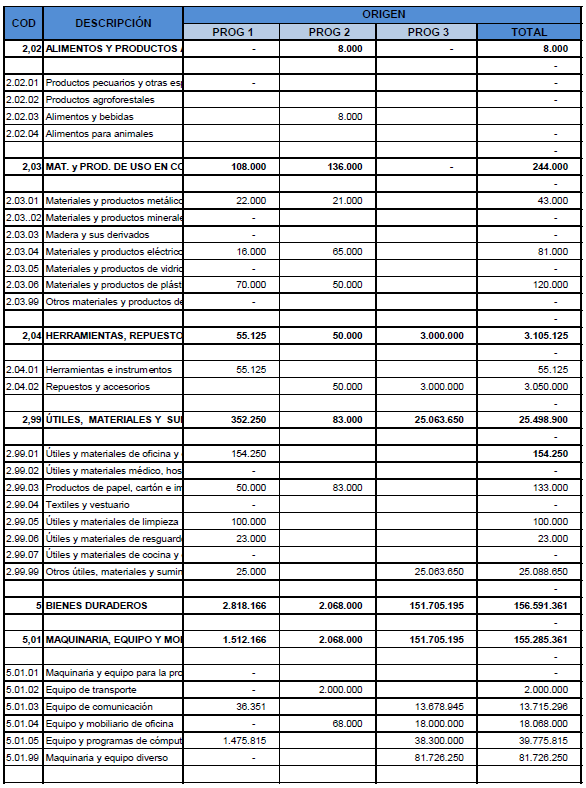 COD DESCRIPCIÓN ORIGEN
PROG 1 PROG 2 PROG 3 TOTAL
2,02 ALIMENTOS Y PRODUCTOS - 8.000 - 8.000
-
2.02.01 Productos pecuarios y otras esp - -
2.02.02 Productos agroforestales -
2.02.03 Alimentos y bebidas 8.000
2.02.04 Alimentos para animales -
-
2,03 MAT. y PROD. DE USO EN CO 108.000 136.000 - 244.000
-
2.03.01 Materiales y productos metálico 22.000 21.000 43.000
2.03..02 Materiales y productos minerale - -
2.03.03 Madera y sus derivados - -
2.03.04 Materiales y productos eléctrico 16.000 65.000 81.000
2.03.05 Materiales y productos de vidrio - -
2.03.06 Materiales y productos de plást 70.000 50.000 120.000
2.03.99 Otros materiales y productos de - -
-
2,04 HERRAMIENTAS, REPUESTO 55.125 50.000 3.000.000 3.105.125
-
2.04.01 Herramientas e instrumentos 55.125 55.125
2.04.02 Repuestos y accesorios 50.000 3.000.000 3.050.000
-
2,99 ÚTILES, MATERIALES Y SUI 352.250 83.000 25.063.650 25.498.900
-
2.99.01 Útiles y materiales de oficina y 154.250 154.250
2.99.02 Útiles y materiales médico, hos - -
2.99.03 Productos de papel, cartón e im 50.000 83.000 133.000
2.99.04 Textiles y vestuario - -
2.99.05 Útiles y materiales de limpieza 100.000 100.000
2.99.06 Útiles y materiales de resguard 23.000 23.000
2.99.07 Útiles y materiales de cocina y - -
2.99.99 Otros útiles, materiales y sumin 25.000 25.063.650 25.088.650
-
5 BIENES DURADEROS 2.818.166 2.068.000 151.705.195 156.591.361
-
5,01 MAQUINARIA, EQUIPO Y MOI 1.512.166 2.068.000 151.705.195 155.285.361
-
5.01.01 Maquinaria y equipo para la pro - -
5.01.02 Equipo de transporte - 2.000.000 2.000.000
5.01.03 Equipo de comunicación 36.351 13.678.945 13.715.296
5.01.04 Equipo y mobiliario de oficina - 68.000 18.000.000 18.068.000
5.01.05 Equipo y programas de cómput 1.475.815 38.300.000 39.775.815
5.01.99 Maquinaria y equipo diverso - 81.726.250 81.726.250